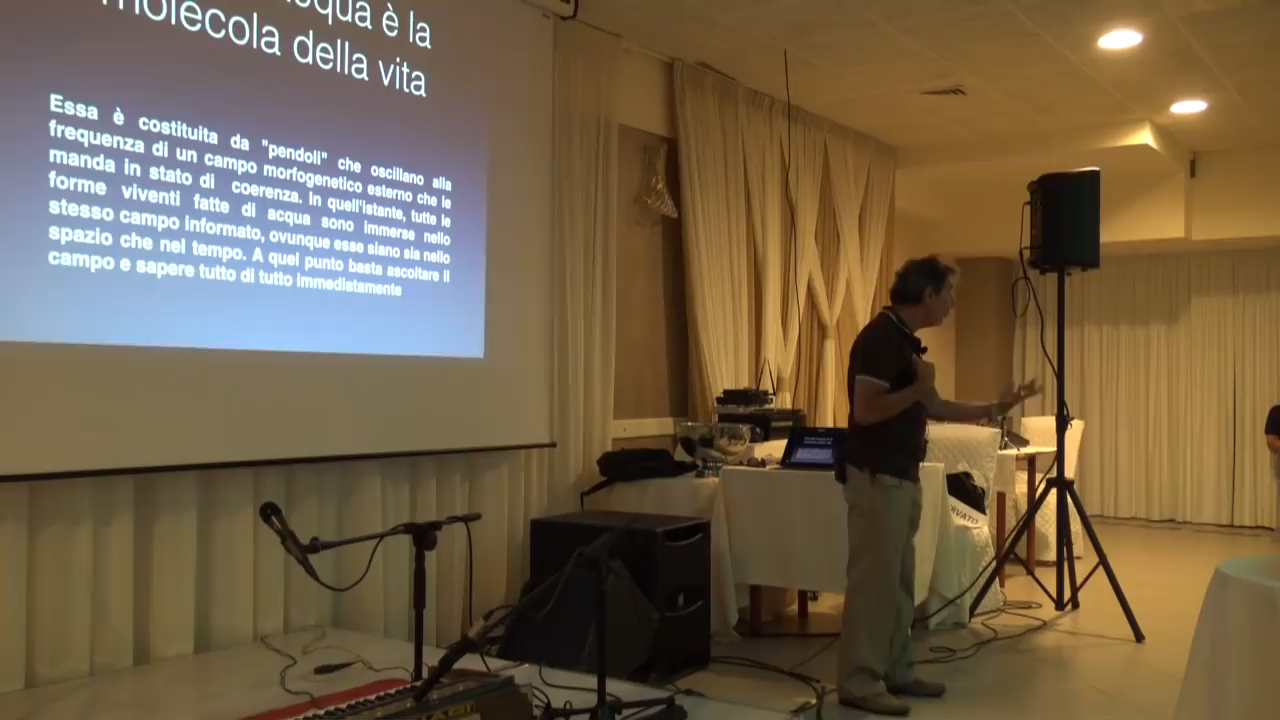 acqua è la
molecola della vita
Essa è costituita da "pendoli" che oscillano alla
frequenza di un campo morfogenetico esterno che le
manda in stato di coerenza. In quell'istante, tutte le
forme viventi fatte di acqua sono immerse nello
stesso campo informato, ovunque esse siano sia nello
spazio che nel tempo. A quel punto basta ascoltare il
campo e sapere tutto di tutto immediatamente
RVATO